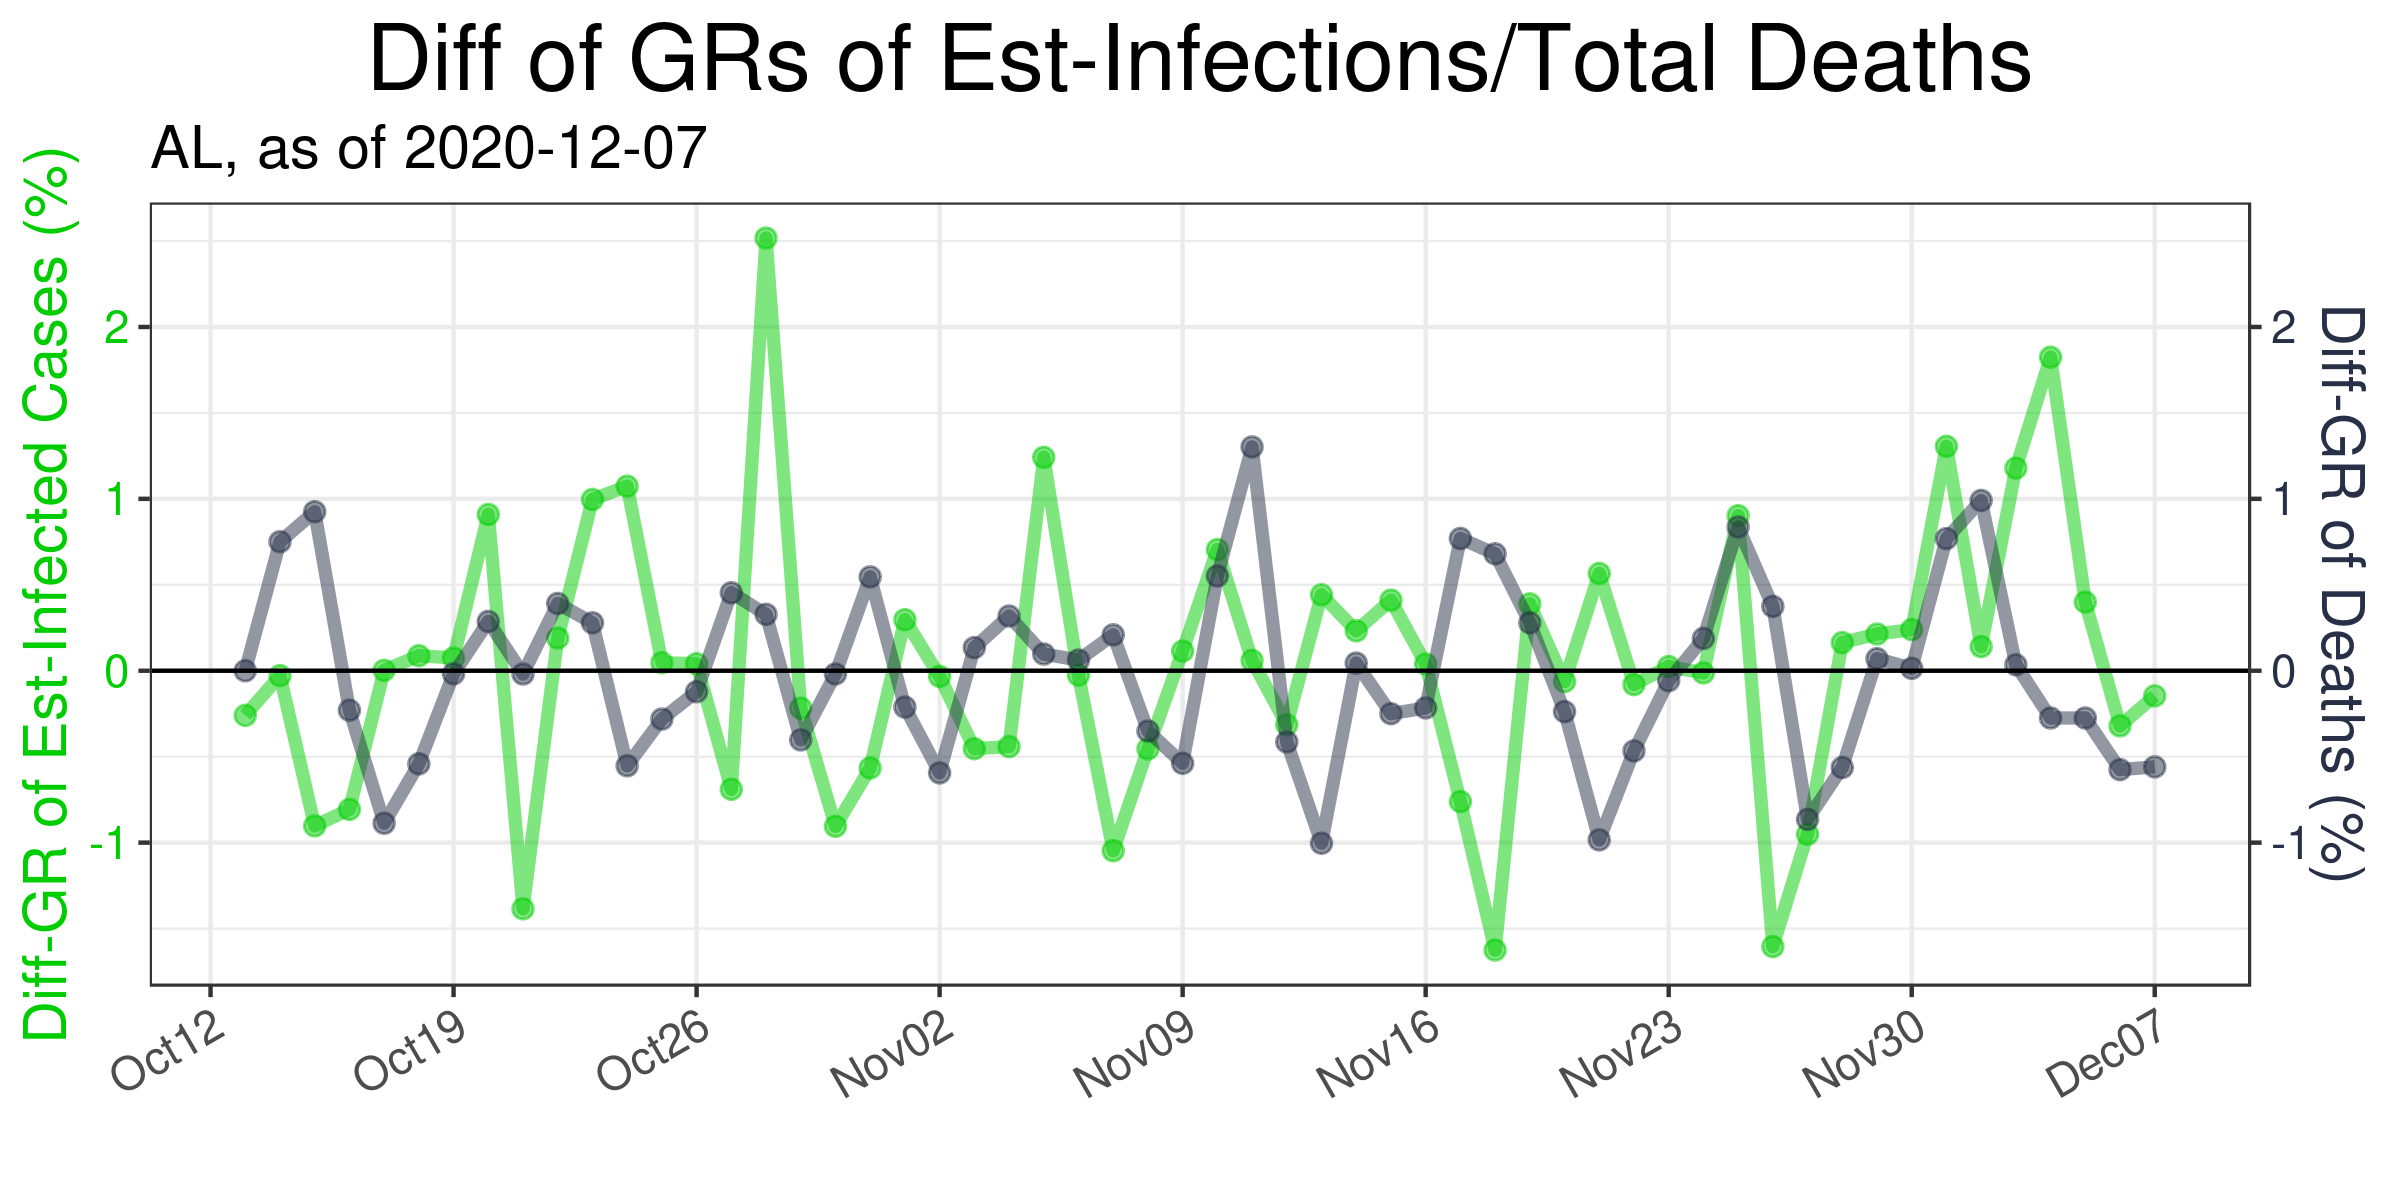 Diff of GRs of Est-Infections/Total Deaths
AL, as of 2020-12-07
Diff-GR of Est-Infected Cases (%)
2
1
0
-1
2
1
0
-1
Diff-GR of Deaths (%)
Oct12
Oct19
Oct26
Nov02
Nov09
Nov16
Nov23
Nov30
Dec07